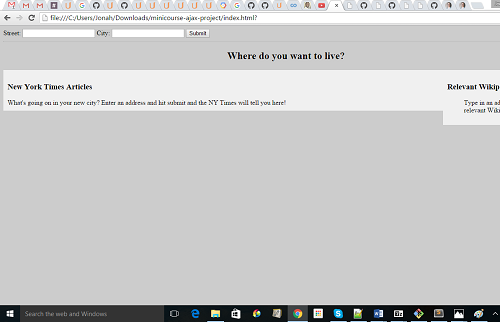 file:///C:/Users/Jonah/Downloads/minicourse-ajax-project/index.html?
Street: City: Submit
Where do you want to live?
New York Times Articles
What's going on in your new city? Enter an address and hit submit and the NY Times will tell you here!
Relevant Wikip
Type in an ad
relevant Wiki
Search the web and Windows